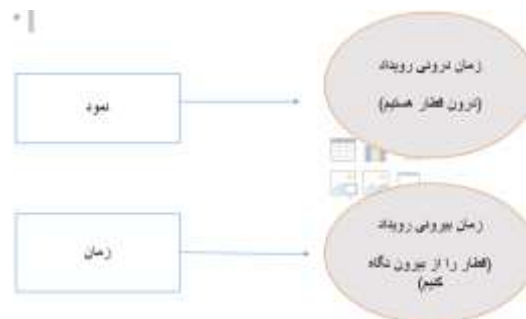 زمان درونی رویداد
(درون قطار هستیم)
نمود
زمان بیرونی رویداد
(قطار را از بیرون نگاه
کنیم)
زمان